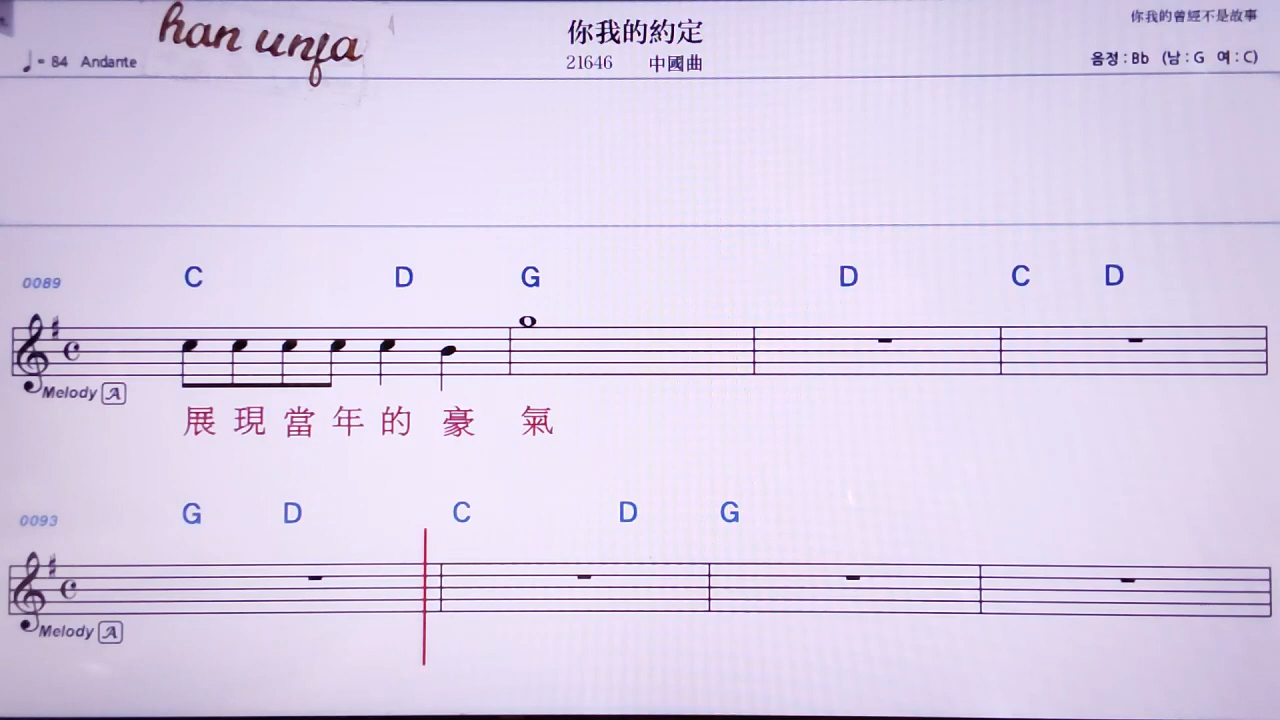 han unfa
你我的約定
你我的曾經不是故事
♩= 84 Andante
21646 中國曲
음정 : Bb (남 : G 여 : C)
0089
C D G D C D
Melody A
展 現 當 年 的 豪 氣
0093
G D C D G
Melody A